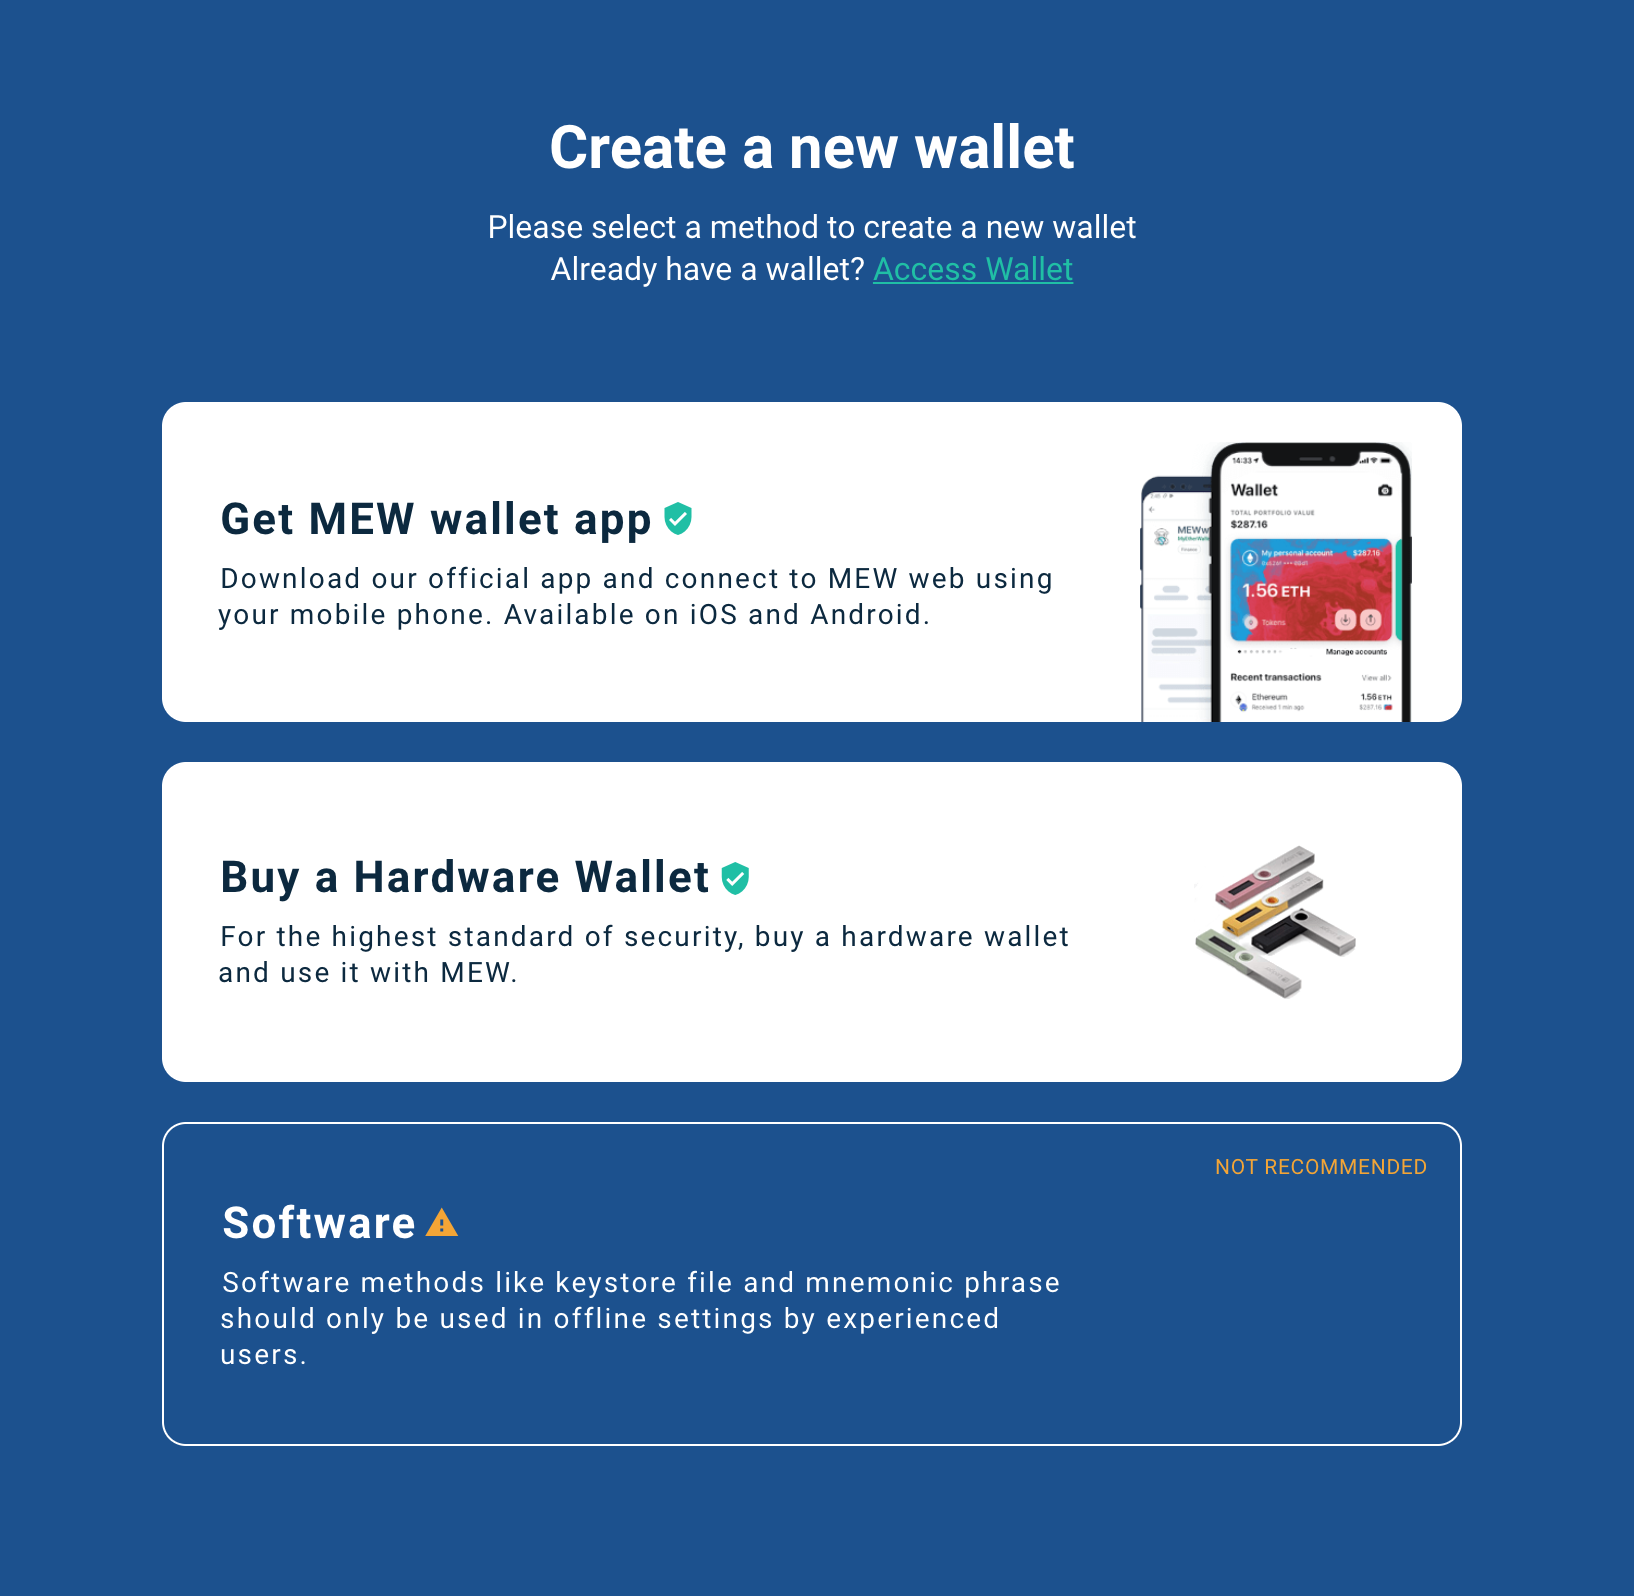 Create a new wallet
Please select a method to create a new wallet
Already have a wallet? Access Wallet
Get MEW wallet app
Download our official app and connect to MEW web using
your mobile phone. Available on iOS and Android.
14:33
Wallet
TOTAL PORTFOLIO VALUE
$287.16
My personal account $287.16
1.56 ETH
Tokens
Manage accounts
Recent transactions View all
Ethereum 1.56 ETH
Received 1 min ago $287.16
MEWw
Buy a Hardware Wallet
For the highest standard of security, buy a hardware wallet
and use it with MEW.
NOT RECOMMENDED
Software
Software methods like keystore file and mnemonic phrase
should only be used in offline settings by experienced
users.